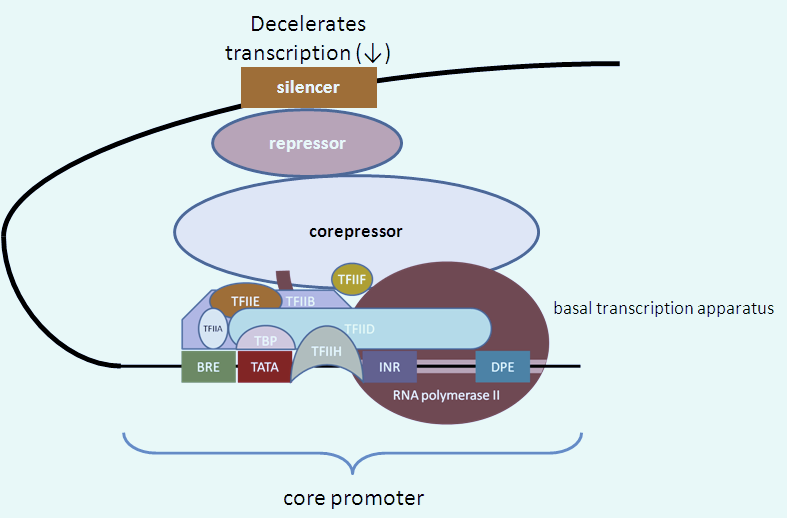 Decelerates
transcription (↓)
silencer
repressor
corepressor
TFIIF
TFIIE
TFIIB
basal transcription apparatus
TFIIA
TFIID
TBP
TFIIH
BRE
TATA
INR
DPE
RNA polymerase II
core promoter